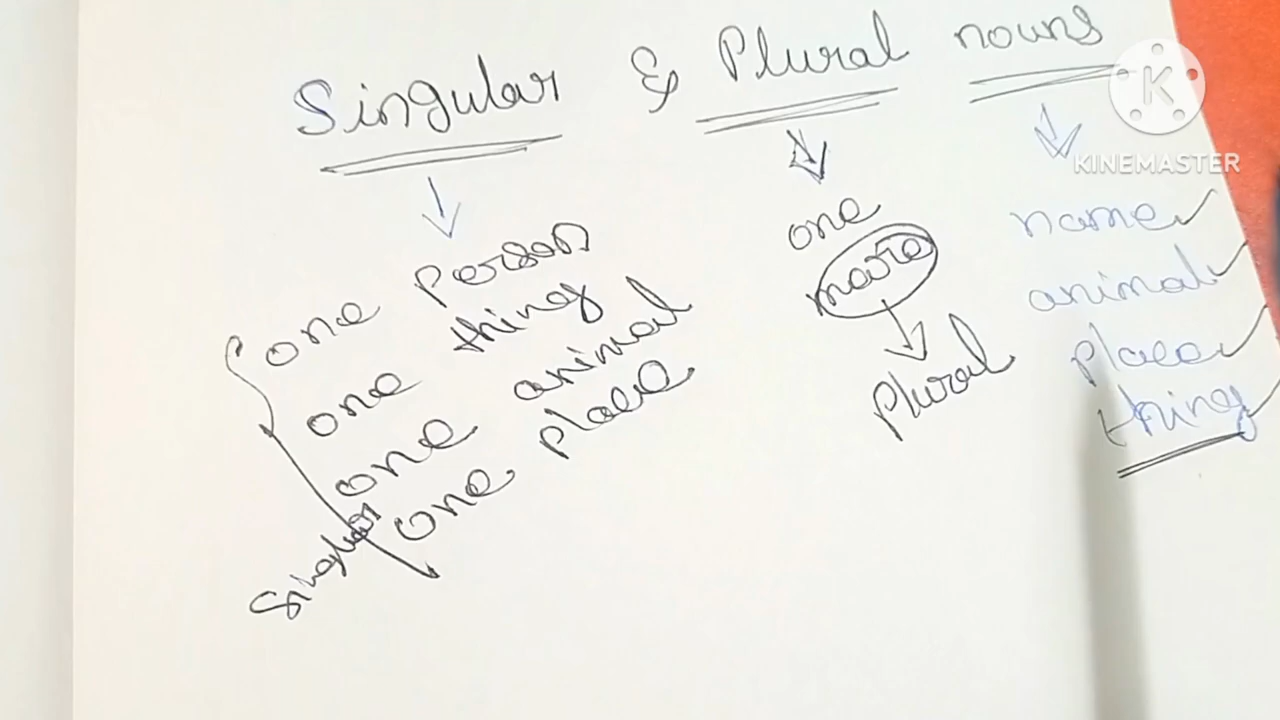 Singular & Plural nouns
one person
one thing
one animal
one place
Singular
one
more
Plural
name
animal
place
thing
KINEMASTER